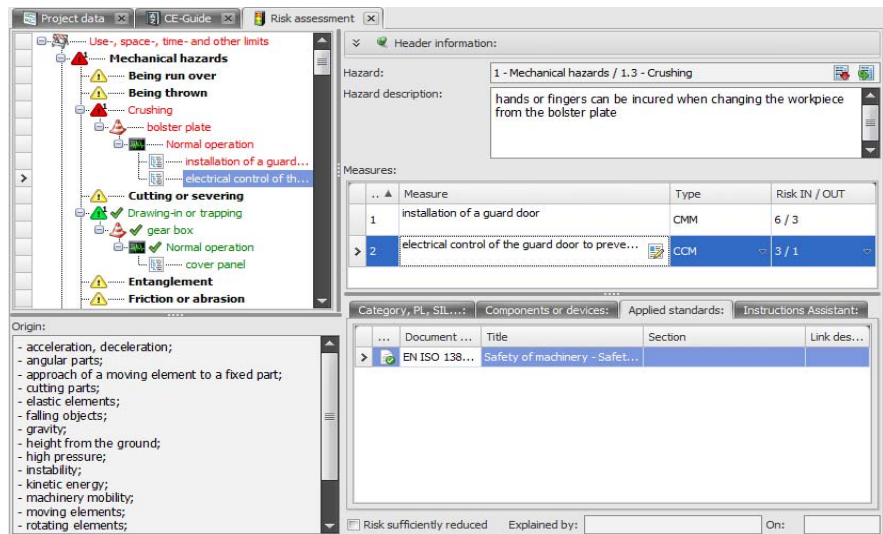 Project data
CE-Guide
Risk assessment
Use-, space-, time- and other limits
Mechanical hazards
Being run over
Being thrown
Crushing
bolster plate
Normal operation
installation of a guard...
electrical control of th...
Cutting or severing
Drawing-in or trapping
gear box
Normal operation
cover panel
Entanglement
Friction or abrasion
Origin:
- acceleration, deceleration;
- angular parts;
- approach of a moving element to a fixed part;
- cutting parts;
- elastic elements;
- falling objects;
- gravity;
- height from the ground;
- high pressure;
- instability;
- kinetic energy;
- machinery mobility;
- moving elements;
- rotating elements;
Header information:
Hazard: 1 - Mechanical hazards / 1.3 - Crushing
Hazard description: hands or fingers can be incured when changing the workpiece
from the bolster plate
Measures:
.. Measure Type Risk IN / OUT
1 installation of a guard door CMM 6 / 3
2 electrical control of the guard door to preve... CCM 3 / 1
Category, PL, SIL...: Components or devices: Applied standards: Instructions Assistant:
... Document ... Title Section Link des...
EN ISO 138... Safety of machinery - Safet...
Risk sufficiently reduced Explained by: On: